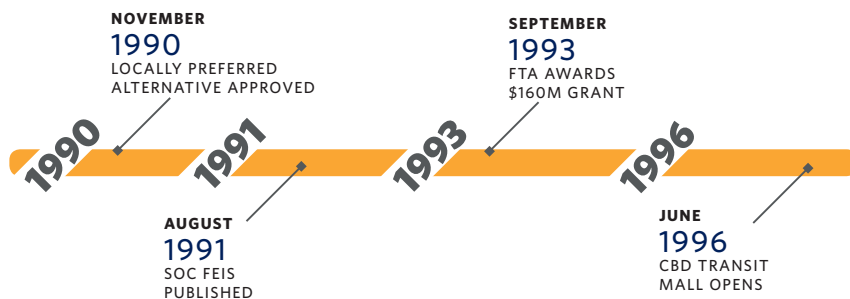 NOVEMBER
1990
LOCALLY PREFERRED
ALTERNATIVE APPROVED
SEPTEMBER
1993
FTA AWARDS
$160M GRANT
1990
1991
1993
1996
AUGUST
1991
SOC FEIS
PUBLISHED
JUNE
1996
CBD TRANSIT
MALL OPENS